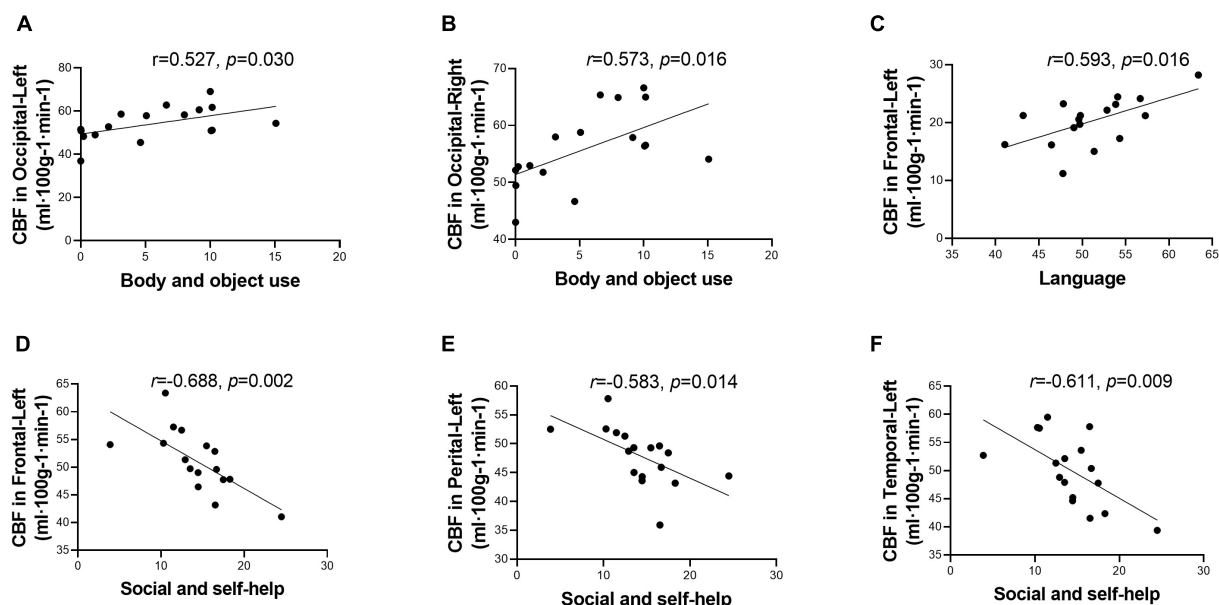 A
r=0.527, p=0.030
CBF in Occipital-Left
(ml·100g-1·min-1)
80
60
40
20
0
0 5 10 15 20
Body and object use
B
r=0.573, p=0.016
CBF in Occipital-Right
(ml·100g-1·min-1)
70
60
50
40
0 5 10 15 20
Body and object use
C
r=0.593, p=0.016
CBF in Frontal-Left
(ml·100g-1·min-1)
30
20
10
0
35 40 45 50 55 60 65
Language
D
r=-0.688, p=0.002
CBF in Frontal-Left
(ml·100g-1·min-1)
65
60
55
50
45
40
35
0 10 20 30
Social and self-help
E
r=-0.583, p=0.014
CBF in Perital-Left
(ml·100g-1·min-1)
60
55
50
45
40
35
30
0 10 20 30
Social and self-help
F
r=-0.611, p=0.009
CBF in Temporal-Left
(ml·100g-1·min-1)
65
60
55
50
45
40
35
0 10 20 30
Social and self-help